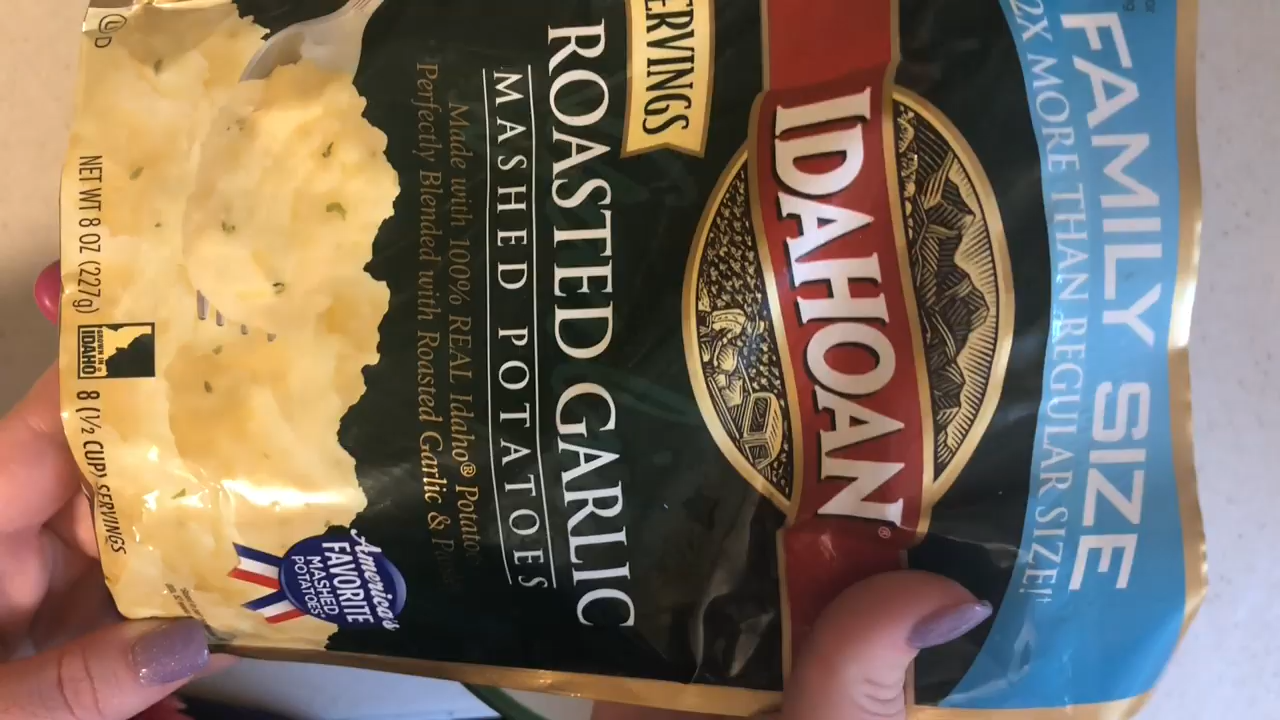 FAMILY SIZE
2X MORE THAN REGULAR SIZE!†
IDAHOAN®
ERVINGS
ROASTED GARLIC
MASHED POTATOES
Made with 100% REAL Idaho® Potato
Perfectly Blended with Roasted Garlic &
America's
FAVORITE
MASHED
POTATOES
U D
NET WT 8 OZ (227g)
GROWN IN
IDAHO
8 (1/2 CUP) SERVINGS